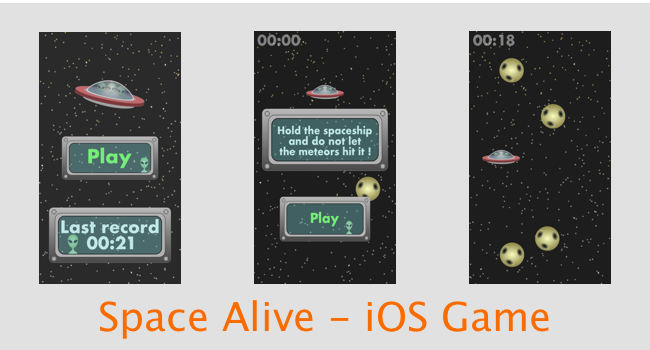 Play
Last record
00:21
00:00
Hold the spaceship
and do not let
the meteors hit it !
Play
00:18
Space Alive - iOS Game